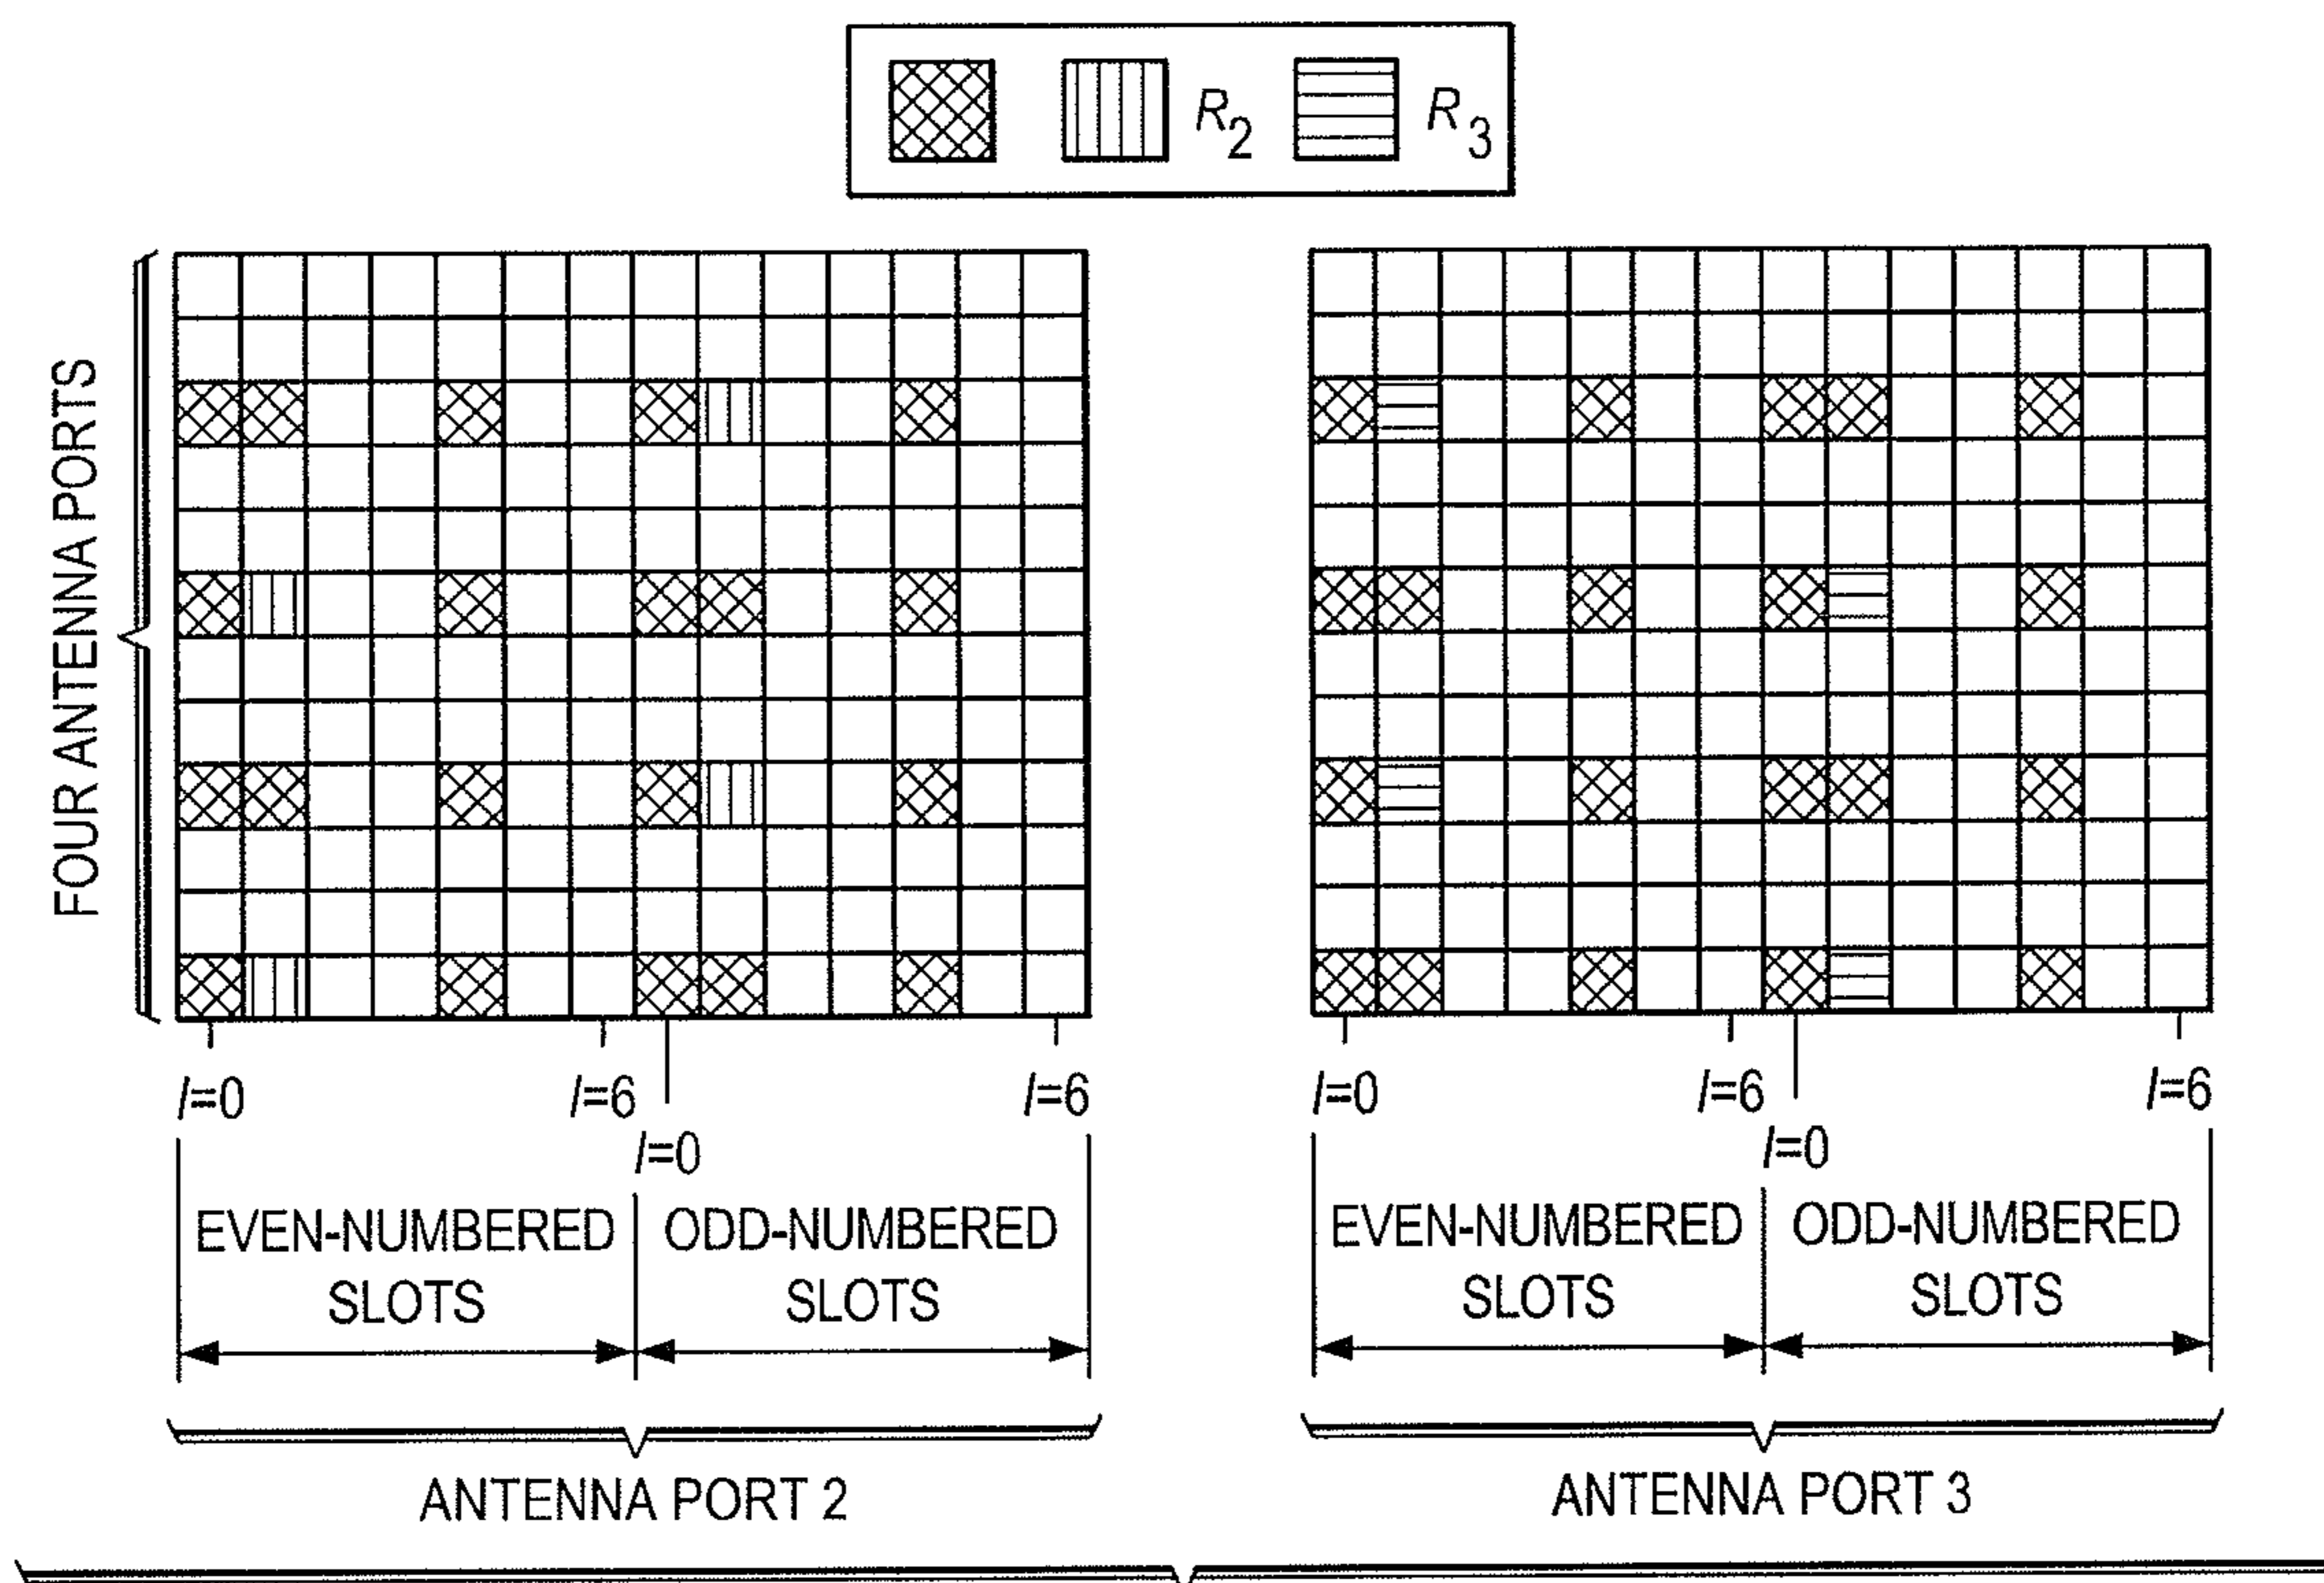 R2 R3
FOUR ANTENNA PORTS
l=0 l=6 l=6
l=0
EVEN-NUMBERED SLOTS
ODD-NUMBERED SLOTS
ANTENNA PORT 2
l=0 l=6 l=6
l=0
EVEN-NUMBERED SLOTS
ODD-NUMBERED SLOTS
ANTENNA PORT 3